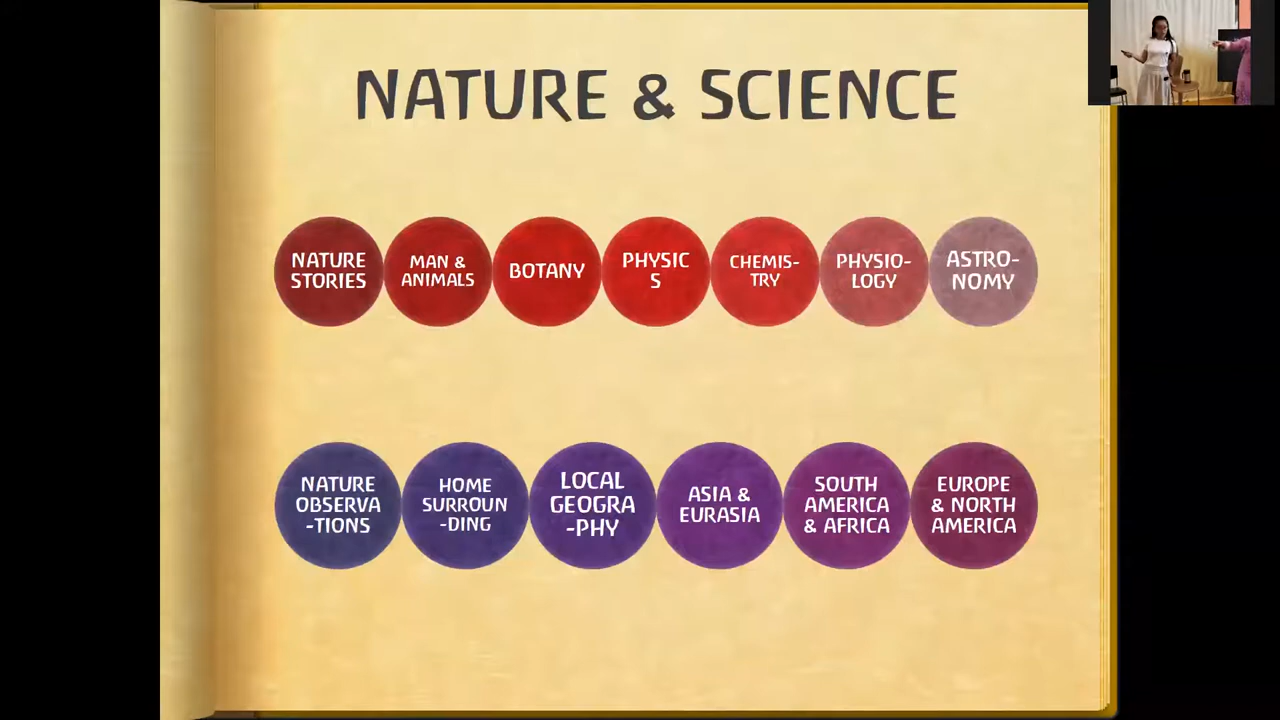 NATURE & SCIENCE
NATURE
STORIES
MAN &
ANIMALS
BOTANY
PHYSIC
S
CHEMIS-
TRY
PHYSIO-
LOGY
ASTRO-
NOMY
NATURE
OBSERVA
-TIONS
HOME
SURROUN
-DING
LOCAL
GEOGRA
-PHY
ASIA &
EURASIA
SOUTH
AMERICA
& AFRICA
EUROPE
& NORTH
AMERICA